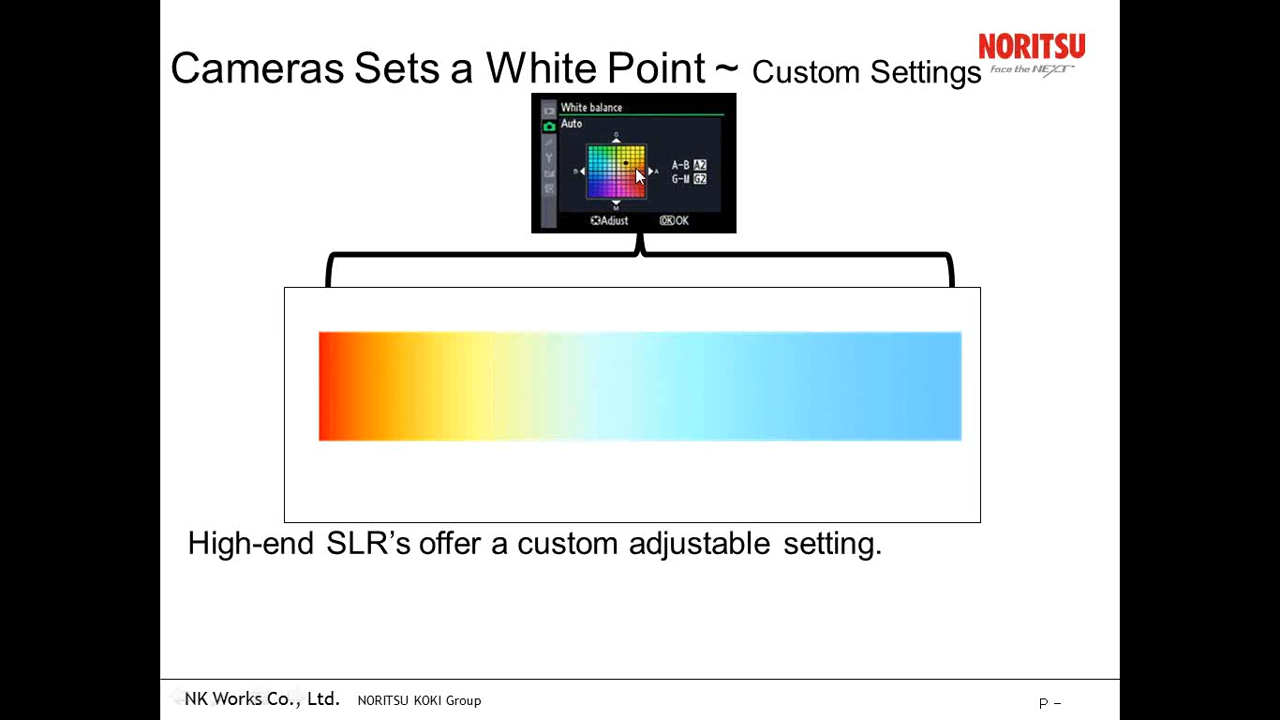 Cameras Sets a White Point ~ Custom Settings
NORITSU
face the NEXT
White balance
Auto
G
B
A
M
A-B A2
G-M G2
Adjust
OK OK
High-end SLR's offer a custom adjustable setting.
NK Works Co., Ltd. NORITSU KOKI Group
P –